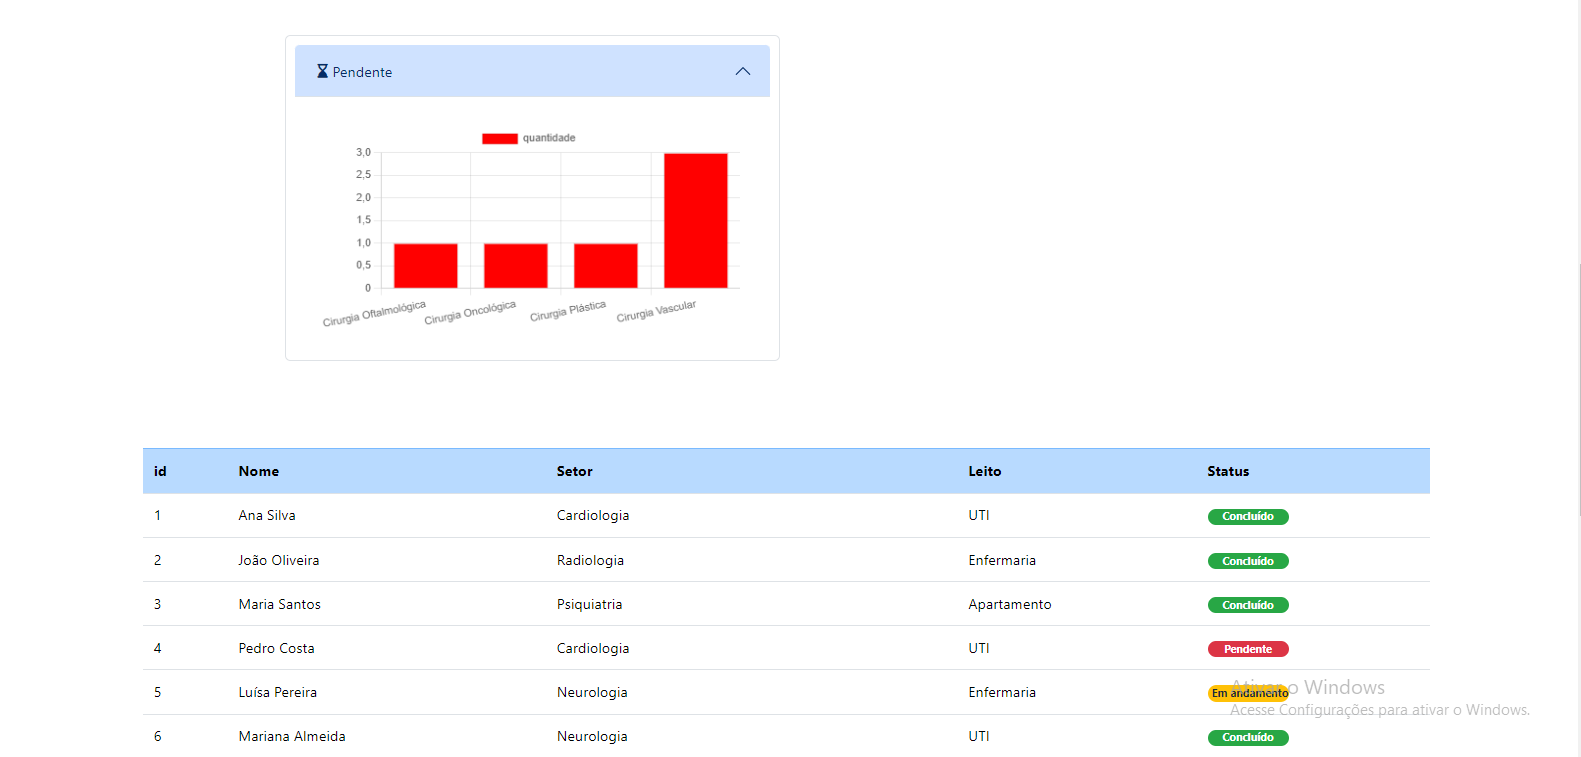 Pendente
quantidade
3,0
2,5
2,0
1,5
1,0
0,5
0
Cirurgia Oftalmológica Cirurgia Oncológica Cirurgia Plástica Cirurgia Vascular
id Nome Setor Leito Status
1 Ana Silva Cardiologia UTI Concluído
2 João Oliveira Radiologia Enfermaria Concluído
3 Maria Santos Psiquiatria Apartamento Concluído
4 Pedro Costa Cardiologia UTI Pendente
5 Luísa Pereira Neurologia Enfermaria Em andamento
Ativar o Windows
Acesse Configurações para ativar o Windows.
6 Mariana Almeida Neurologia UTI Concluído